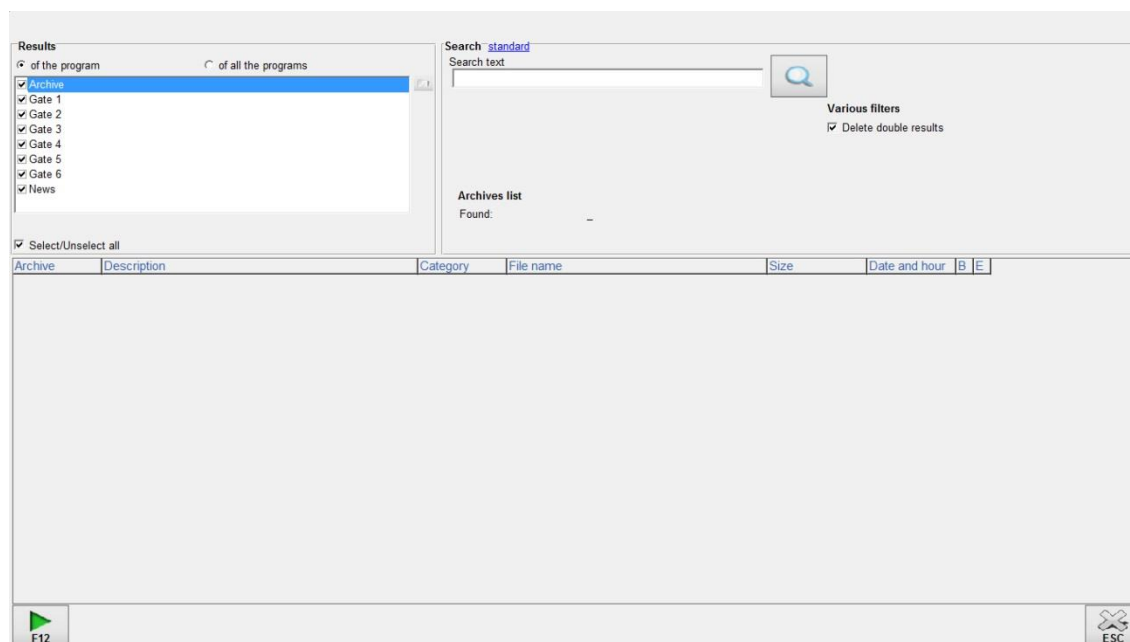 Results
of the program of all the programs
Archive
Gate 1
Gate 2
Gate 3
Gate 4
Gate 5
Gate 6
News
Select/Unselect all
Search standard
Search text
Various filters
Delete double results
Archives list
Found: _
Archive Description Category File name Size Date and hour B E
F12 ESC